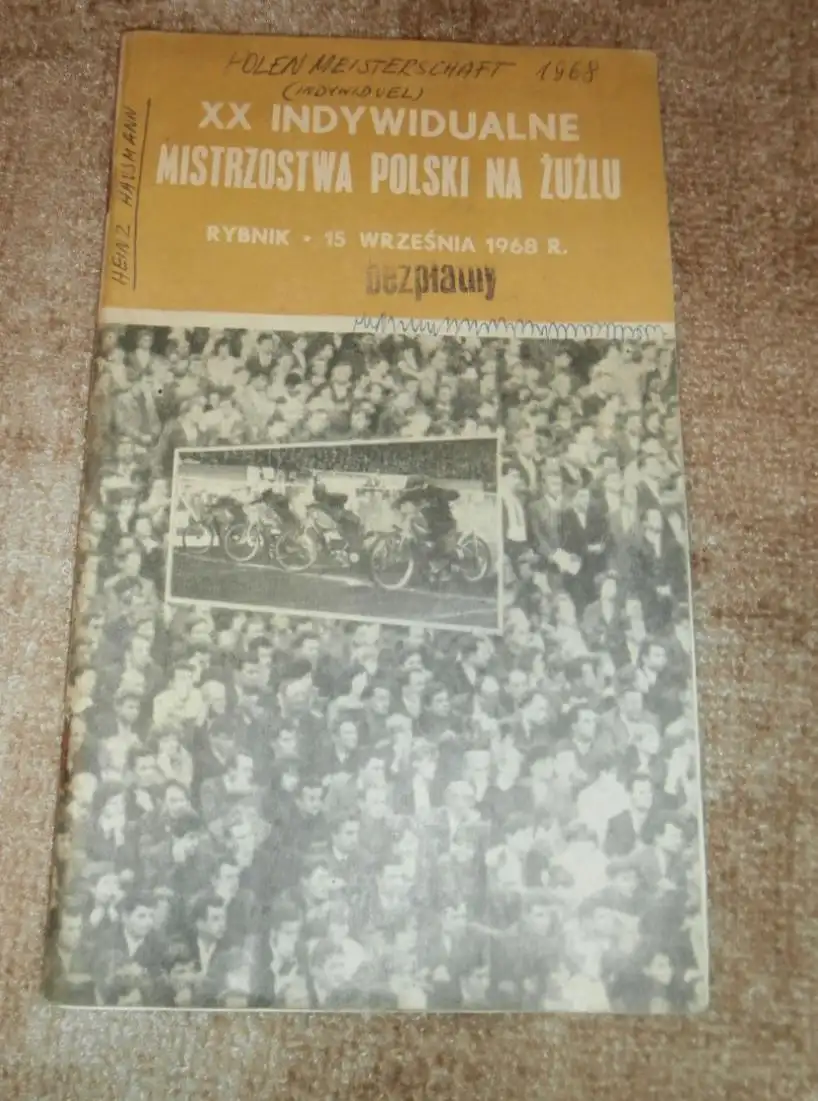 POLEN MEISTERSCHAFT 1968
(INDYWIDUEL)
XX INDYWIDUALNE
MISTRZOSTWA POLSKI NA ŻUŻLU
RYBNIK • 15 WRZEŚNIA 1968 R.
bezpłatny
HEINZ HAUSMANN